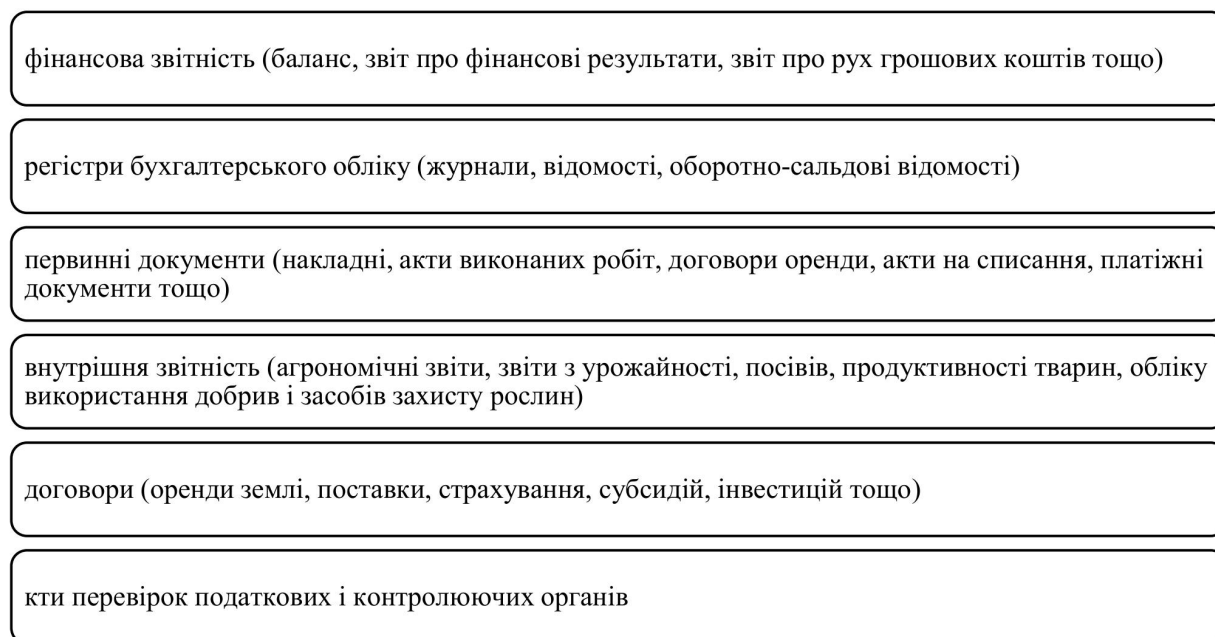 фінансова звітність (баланс, звіт про фінансові результати, звіт про рух грошових коштів тощо)
регістри бухгалтерського обліку (журнали, відомості, оборотно-сальдові відомості)
первинні документи (накладні, акти виконаних робіт, договори оренди, акти на списання, платіжні
документи тощо)
внутрішня звітність (агрономічні звіти, звіти з урожайності, посівів, продуктивності тварин, обліку
використання добрив і засобів захисту рослин)
договори (оренди землі, поставки, страхування, субсидій, інвестицій тощо)
кти перевірок податкових і контролюючих органів